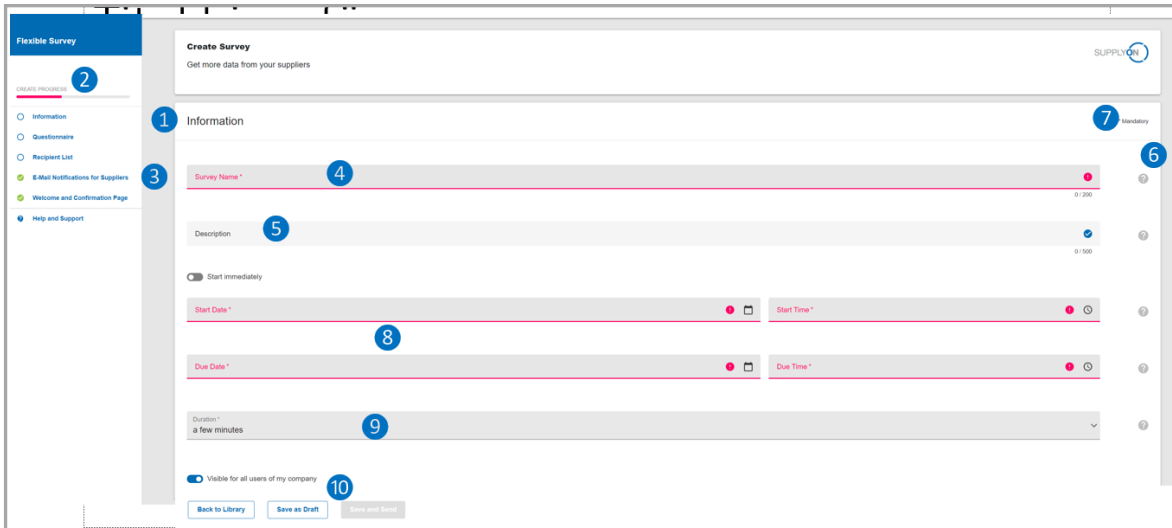 Flexible Survey
2
CREATE PROGRESS
Information
Questionnaire
Recipient List
E-Mail Notifications for Suppliers
Welcome and Confirmation Page
Help and Support
3
Create Survey
Get more data from your suppliers
SUPPLYON
1
Information
7
Mandatory
6
Survey Name *
4
0 / 200
Description
5
0 / 500
Start immediately
Start Date *
Start Time *
8
Due Date *
Due Time *
Duration *
a few minutes
9
Visible for all users of my company
10
Back to Library
Save as Draft
Save and Send